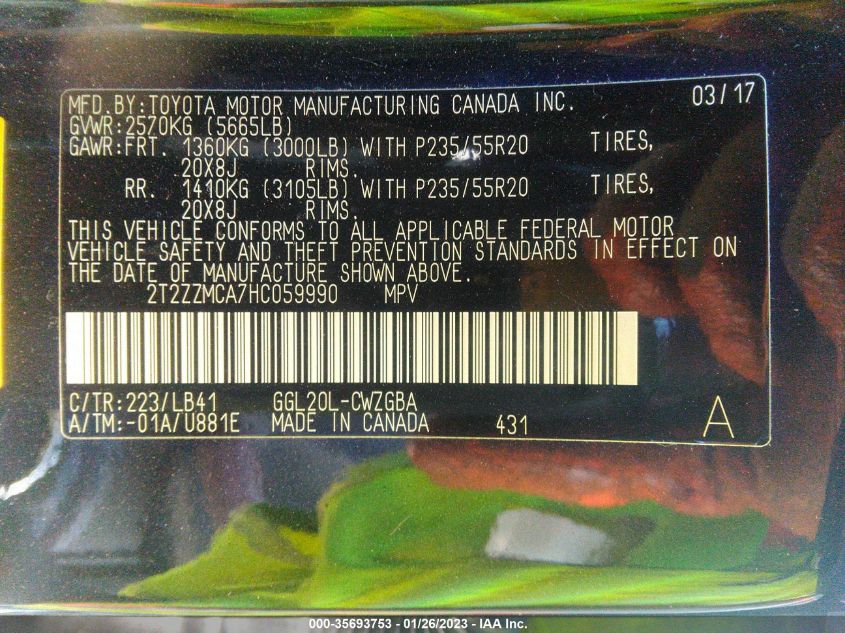 MFD.BY:TOYOTA MOTOR MANUFACTURING CANADA INC. 03/17
GVWR:2570KG (5665LB)
GAWR:FRT. 1360KG (3000LB) WITH P235/55R20 TIRES,
20X8J RIMS.
RR. 1410KG (3105LB) WITH P235/55R20 TIRES,
20X8J RIMS.
THIS VEHICLE CONFORMS TO ALL APPLICABLE FEDERAL MOTOR
VEHICLE SAFETY AND THEFT PREVENTION STANDARDS IN EFFECT ON
THE DATE OF MANUFACTURE SHOWN ABOVE.
2T2ZZMCA7HC059990 MPV
C/TR:223/LB41 GGL20L-CWZGBA
A/TM:-01A/U881E MADE IN CANADA 431 A
000-35693753 - 01/26/2023 - IAA Inc.